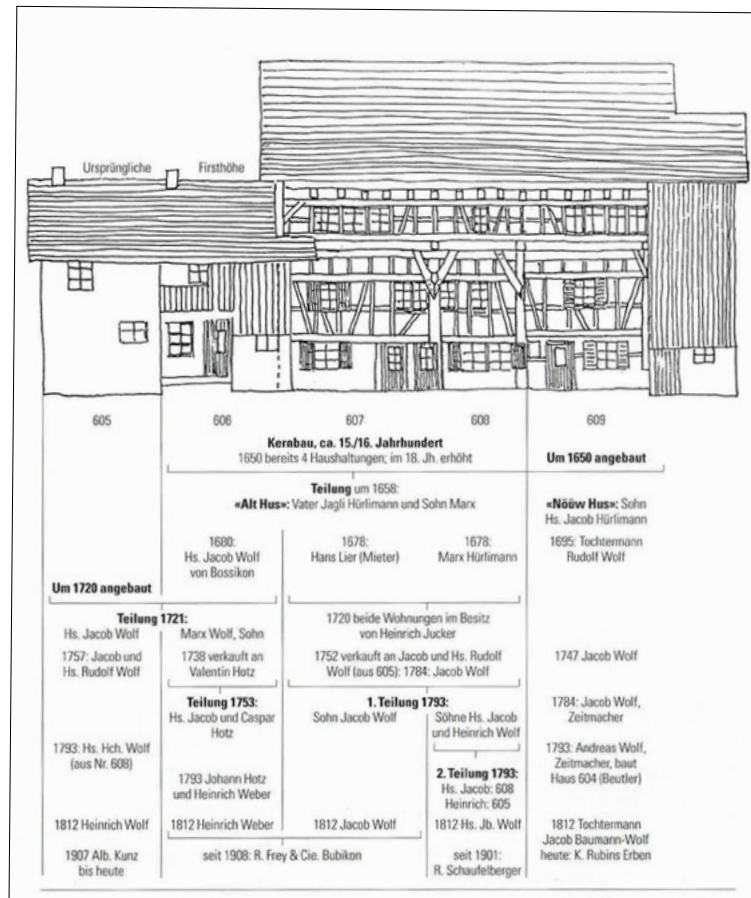 Ursprüngliche Firsthöhe
605 606 607 608 609
Kernbau, ca. 15./16. Jahrhundert
1650 bereits 4 Haushaltungen; im 18. Jh. erhöht
Um 1650 angebaut
Teilung um 1658:
«Alt Hus»: Vater Jagli Hürlimann und Sohn Marx
«Nöüw Hus»: Sohn
Hs. Jacob Hürlimann
1680:
Hs. Jacob Wolf
von Bossikon
1678:
Hans Lier (Mieter)
1678:
Marx Hürlimann
1695: Tochtermann
Rudolf Wolf
Um 1720 angebaut
Teilung 1721:
Hs. Jacob Wolf
Marx Wolf, Sohn
1720 beide Wohnungen im Besitz
von Heinrich Jucker
1757: Jacob und
Hs. Rudolf Wolf
1738 verkauft an
Valentin Hotz
1752 verkauft an Jacob und Hs. Rudolf
Wolf (aus 605): 1784: Jacob Wolf
1747 Jacob Wolf
Teilung 1753:
Hs. Jacob und Caspar
Hotz
1. Teilung 1793:
Sohn Jacob Wolf
Söhne Hs. Jacob
und Heinrich Wolf
1784: Jacob Wolf,
Zeitmacher
1793: Hs. Hch. Wolf
(aus Nr. 608)
1793 Johann Hotz
und Heinrich Weber
2. Teilung 1793:
Hs. Jacob: 608
Heinrich: 605
1793: Andreas Wolf,
Zeitmacher, baut
Haus 604 (Beutler)
1812 Heinrich Wolf
1812 Heinrich Weber
1812 Jacob Wolf
1812 Hs. Jb. Wolf
1812 Tochtermann
Jacob Baumann-Wolf
heute: K. Rubins Erben
1907 Alb. Kunz
bis heute
seit 1908: R. Frey & Cie. Bubikon
seit 1901:
R. Schaufelberger